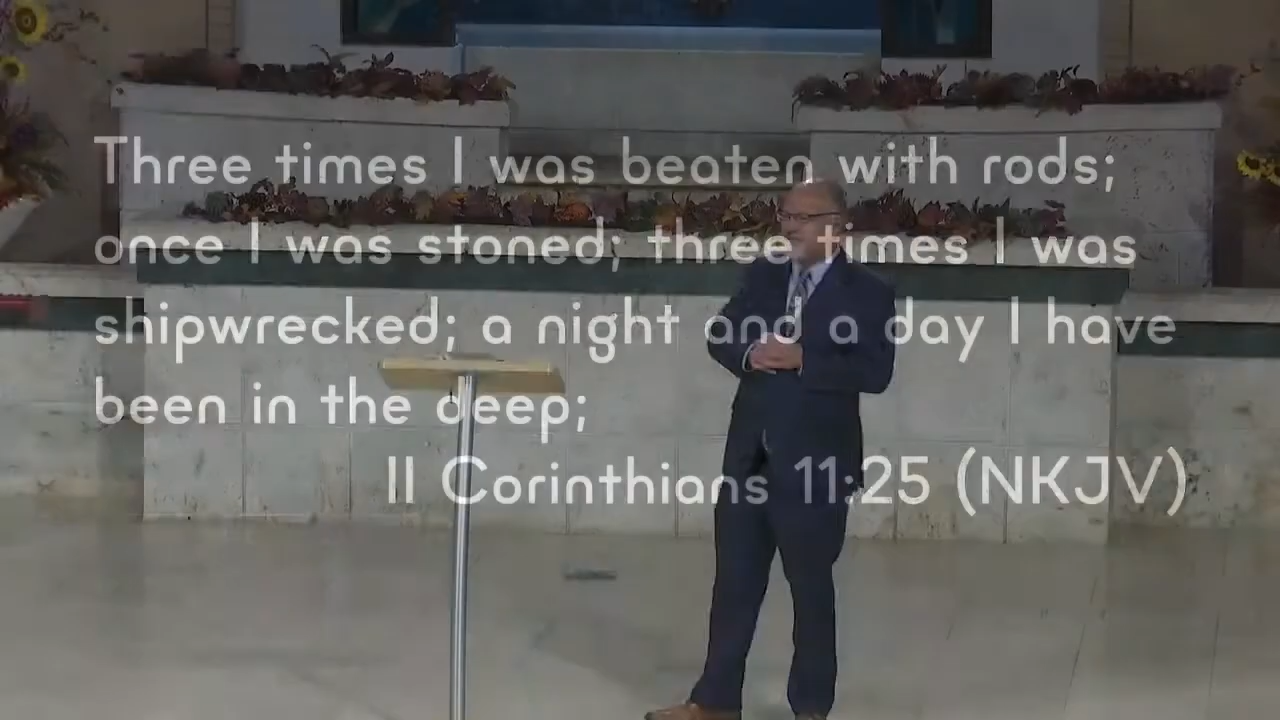 Three times I was beaten with rods;
once I was stoned; three times I was
shipwrecked; a night and a day I have
been in the deep;
II Corinthians 11:25 (NKJV)